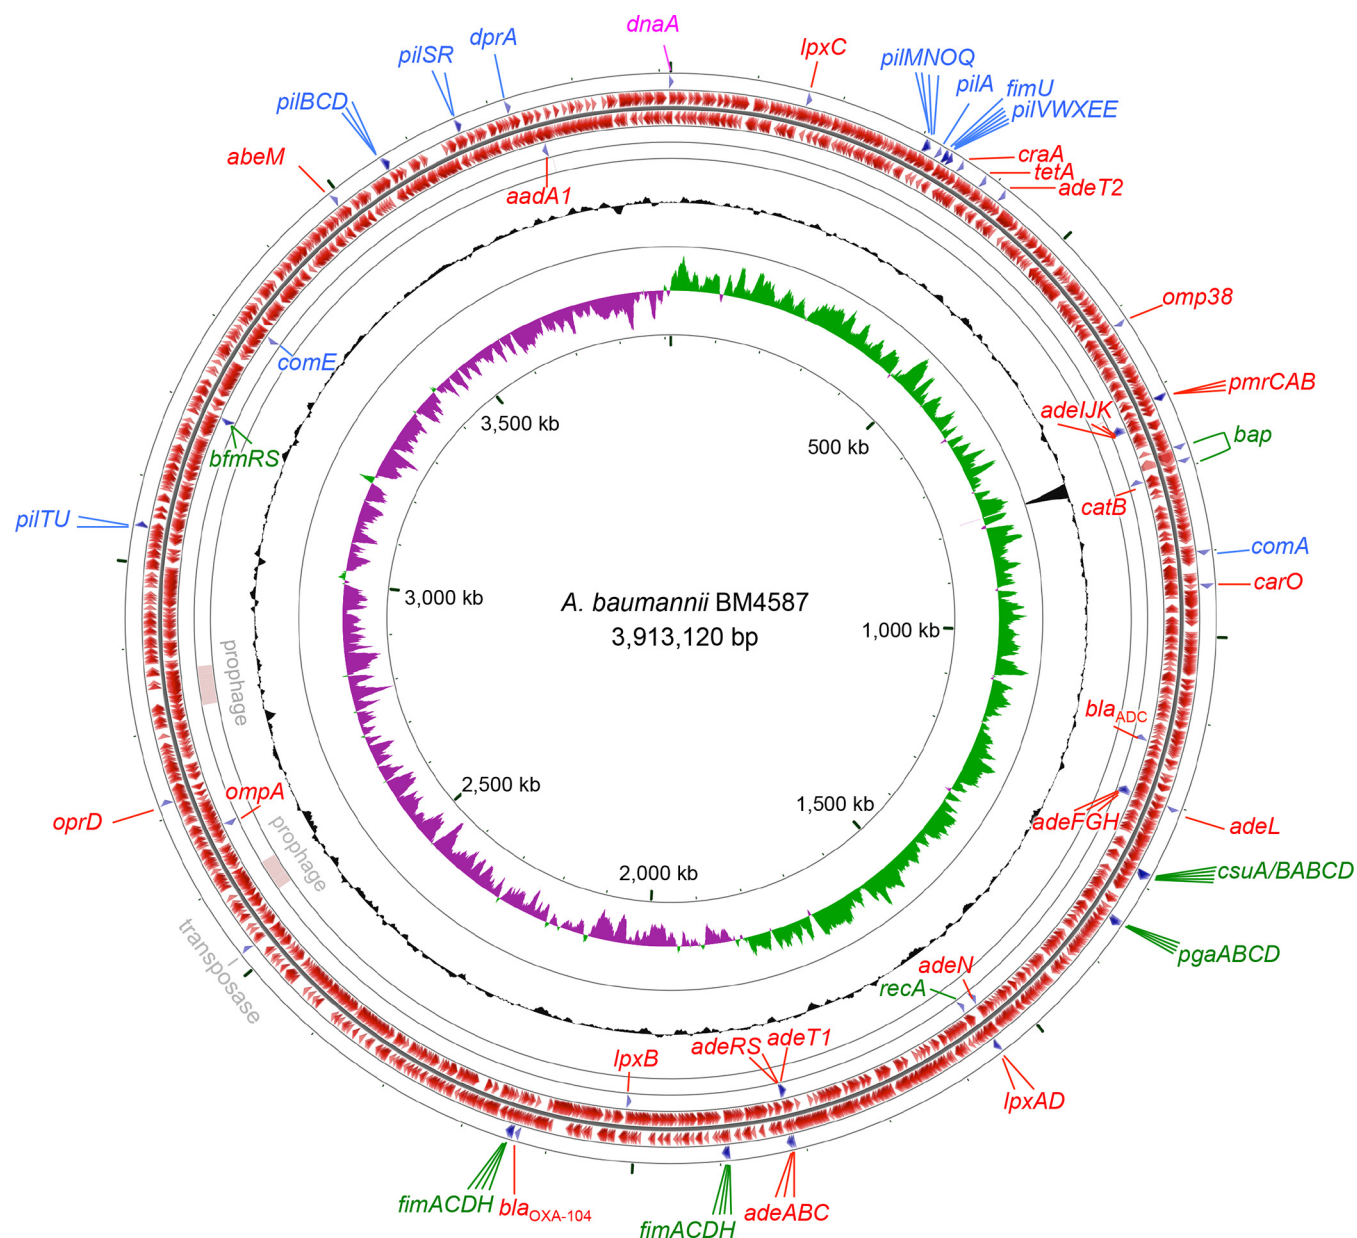 dnaA
dprA
lpxC
pilSR
pilMNOQ
pilA
fimU
pilBCD
pilVWXEE
abeM
craA
tetA
aadA1
adeT2
omp38
comE
pmrCAB
adeIJK
3,500 kb
bap
500 kb
bfmRS
catB
pilTU
comA
carO
3,000 kb
A. baumannii BM4587
1,000 kb
3,913,120 bp
prophage
blaADC
2,500 kb
ompA
1,500 kb
oprD
adeFGH
adeL
prophage
2,000 kb
csuA/BABCD
transposase
pgaABCD
adeN
recA
lpxB
adeRS
adeT1
lpxAD
fimACDH
blaOXA-104
adeABC
fimACDH